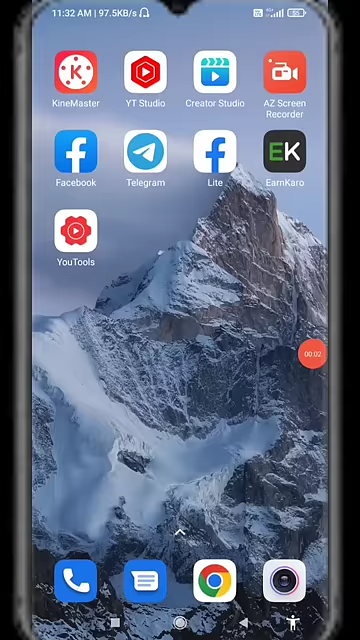 11:32 AM | 97.5KB/s
KineMaster
YT Studio
Creator Studio
AZ Screen
Recorder
Facebook
Telegram
Lite
EK
EarnKaro
YouTools
00:02